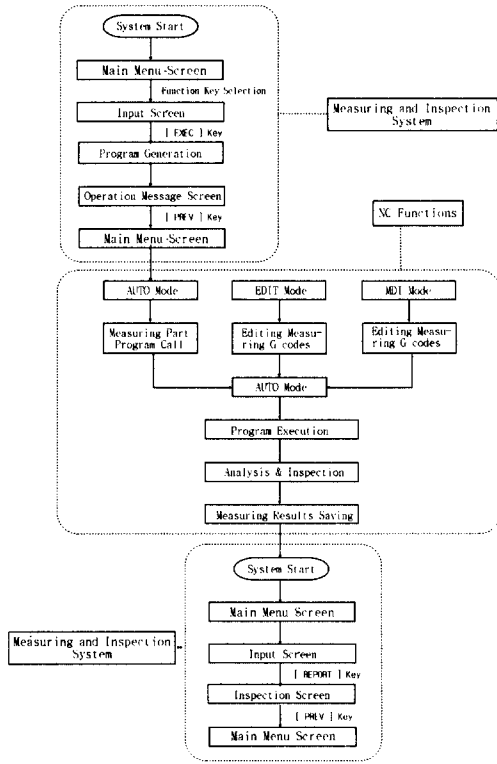 System Start
Main Menu-Screen
Function Key Selection
Input Screen
[ EXEC ] Key
Measuring and Inspection
System
Program Generation
Operation Message Screen
[ PREV ] Key
Main Menu-Screen
NC Functions
AUTO Mode
EDIT Mode
MDI Mode
Measuring Part
Program Call
Editing Measu-
ring G codes
Editing Measu-
ring G codes
AUTO Mode
Program Execution
Analysis & Inspection
Measuring Results Saving
System Start
Main Menu Screen
Measuring and Inspection
System
Input Screen
[ REPORT ] Key
Inspection Screen
[ PREV ] Key
Main Menu Screen